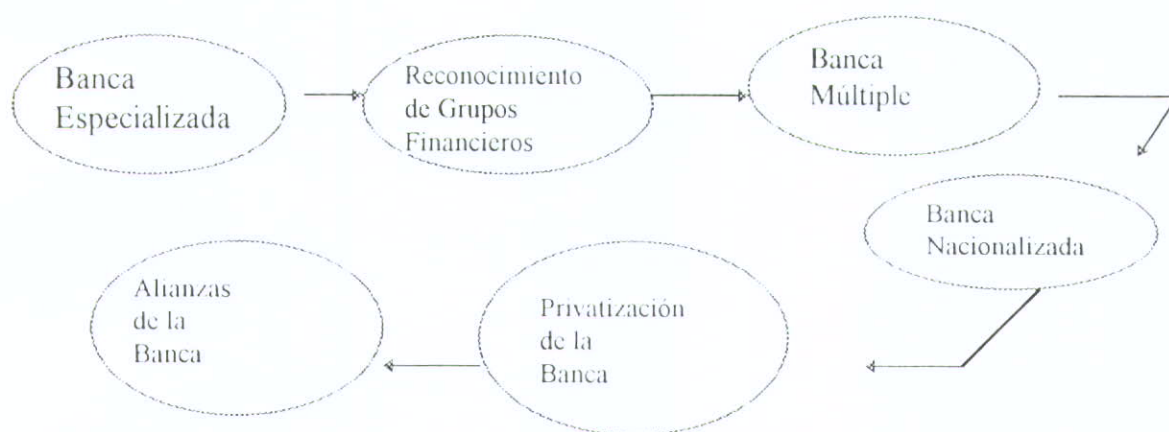 Banca
Especializada
Reconocimiento
de Grupos
Financieros
Banca
Múltiple
Banca
Nacionalizada
Privatización
de la
Banca
Alianzas
de la
Banca